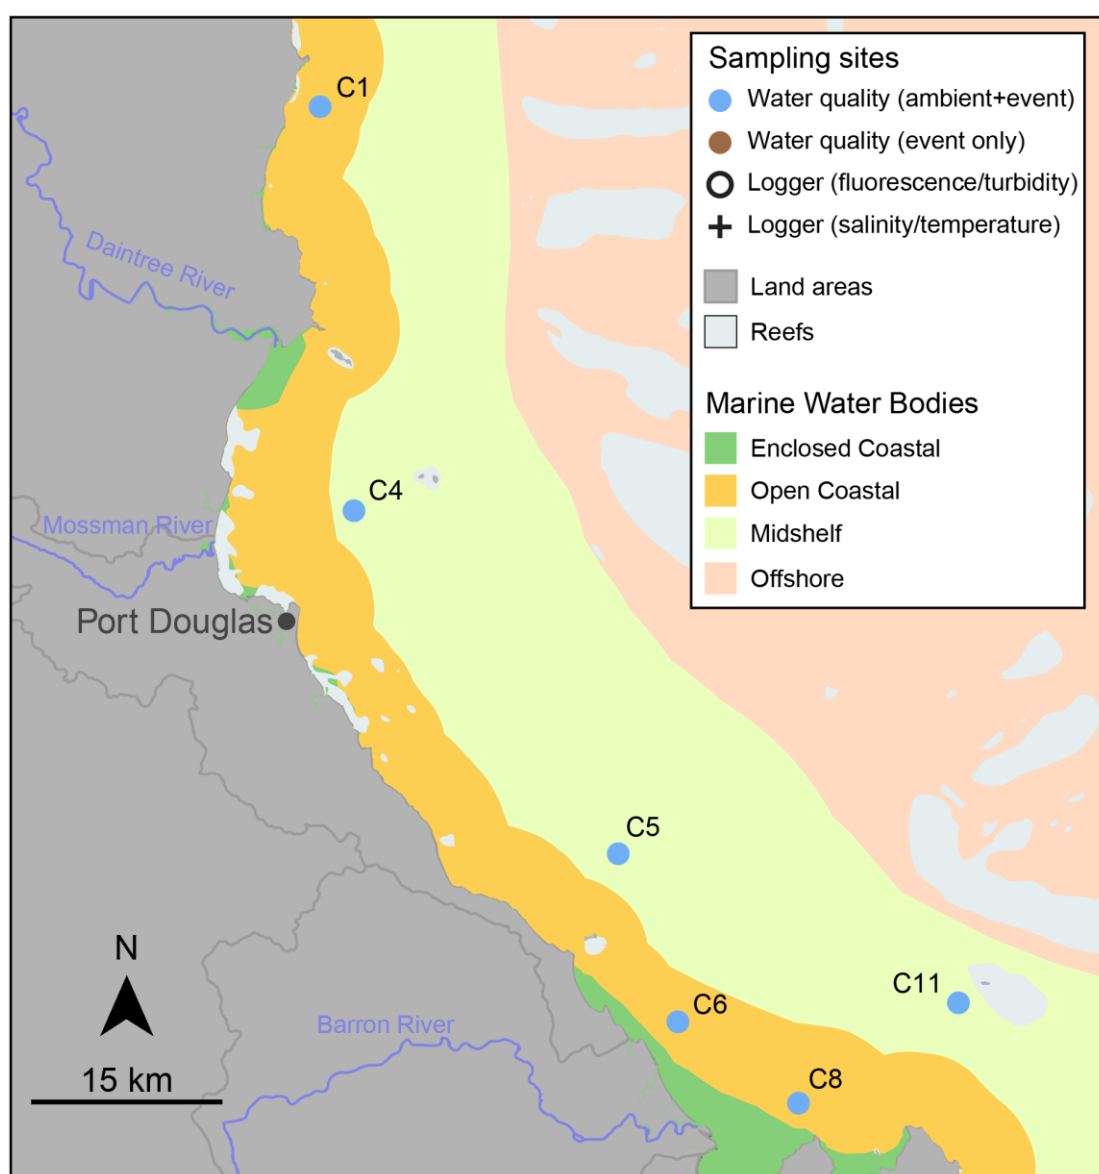 C1
Sampling sites
Water quality (ambient+event)
Water quality (event only)
Logger (fluorescence/turbidity)
Logger (salinity/temperature)
Land areas
Reefs
Marine Water Bodies
Enclosed Coastal
Open Coastal
Midshelf
Offshore
Daintree River
C4
Mossman River
Port Douglas
C5
N
C11
C6
Barron River
15 km
C8